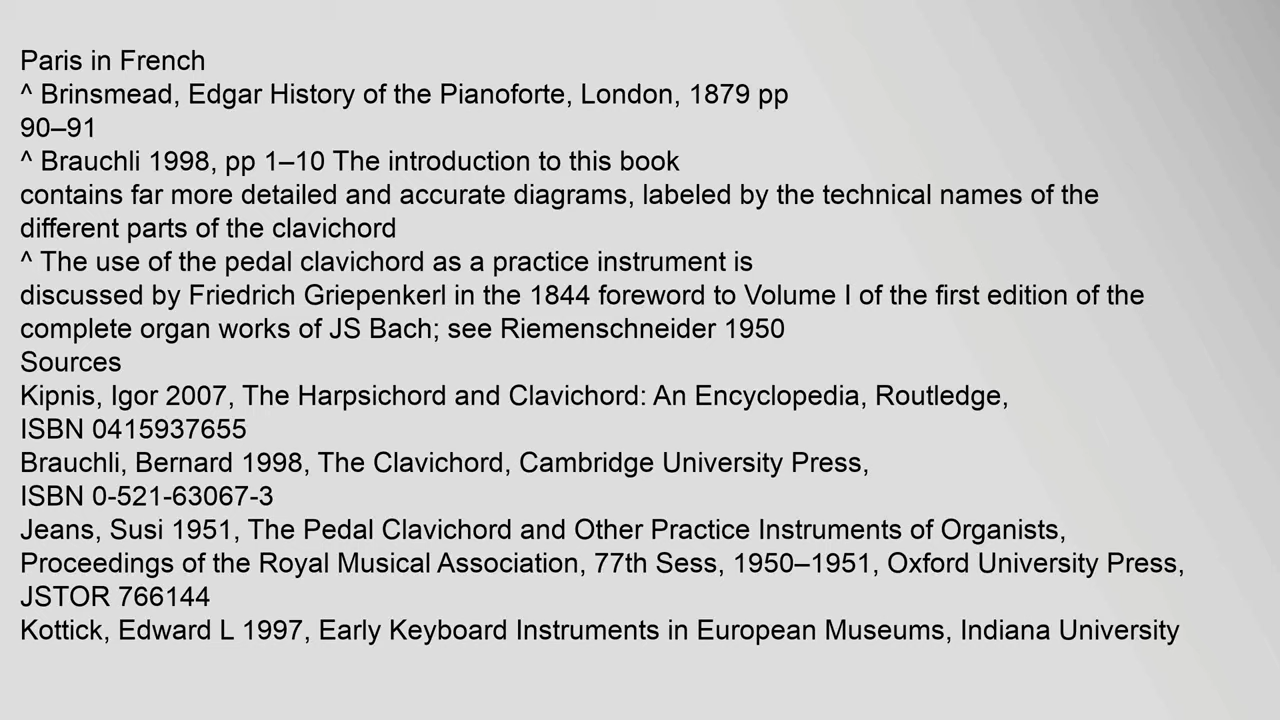 Paris in French
^ Brinsmead, Edgar History of the Pianoforte, London, 1879 pp
90–91
^ Brauchli 1998, pp 1–10 The introduction to this book
contains far more detailed and accurate diagrams, labeled by the technical names of the
different parts of the clavichord
^ The use of the pedal clavichord as a practice instrument is
discussed by Friedrich Griepenkerl in the 1844 foreword to Volume I of the first edition of the
complete organ works of JS Bach; see Riemenschneider 1950
Sources
Kipnis, Igor 2007, The Harpsichord and Clavichord: An Encyclopedia, Routledge,
ISBN 0415937655
Brauchli, Bernard 1998, The Clavichord, Cambridge University Press,
ISBN 0-521-63067-3
Jeans, Susi 1951, The Pedal Clavichord and Other Practice Instruments of Organists,
Proceedings of the Royal Musical Association, 77th Sess, 1950–1951, Oxford University Press,
JSTOR 766144
Kottick, Edward L 1997, Early Keyboard Instruments in European Museums, Indiana University